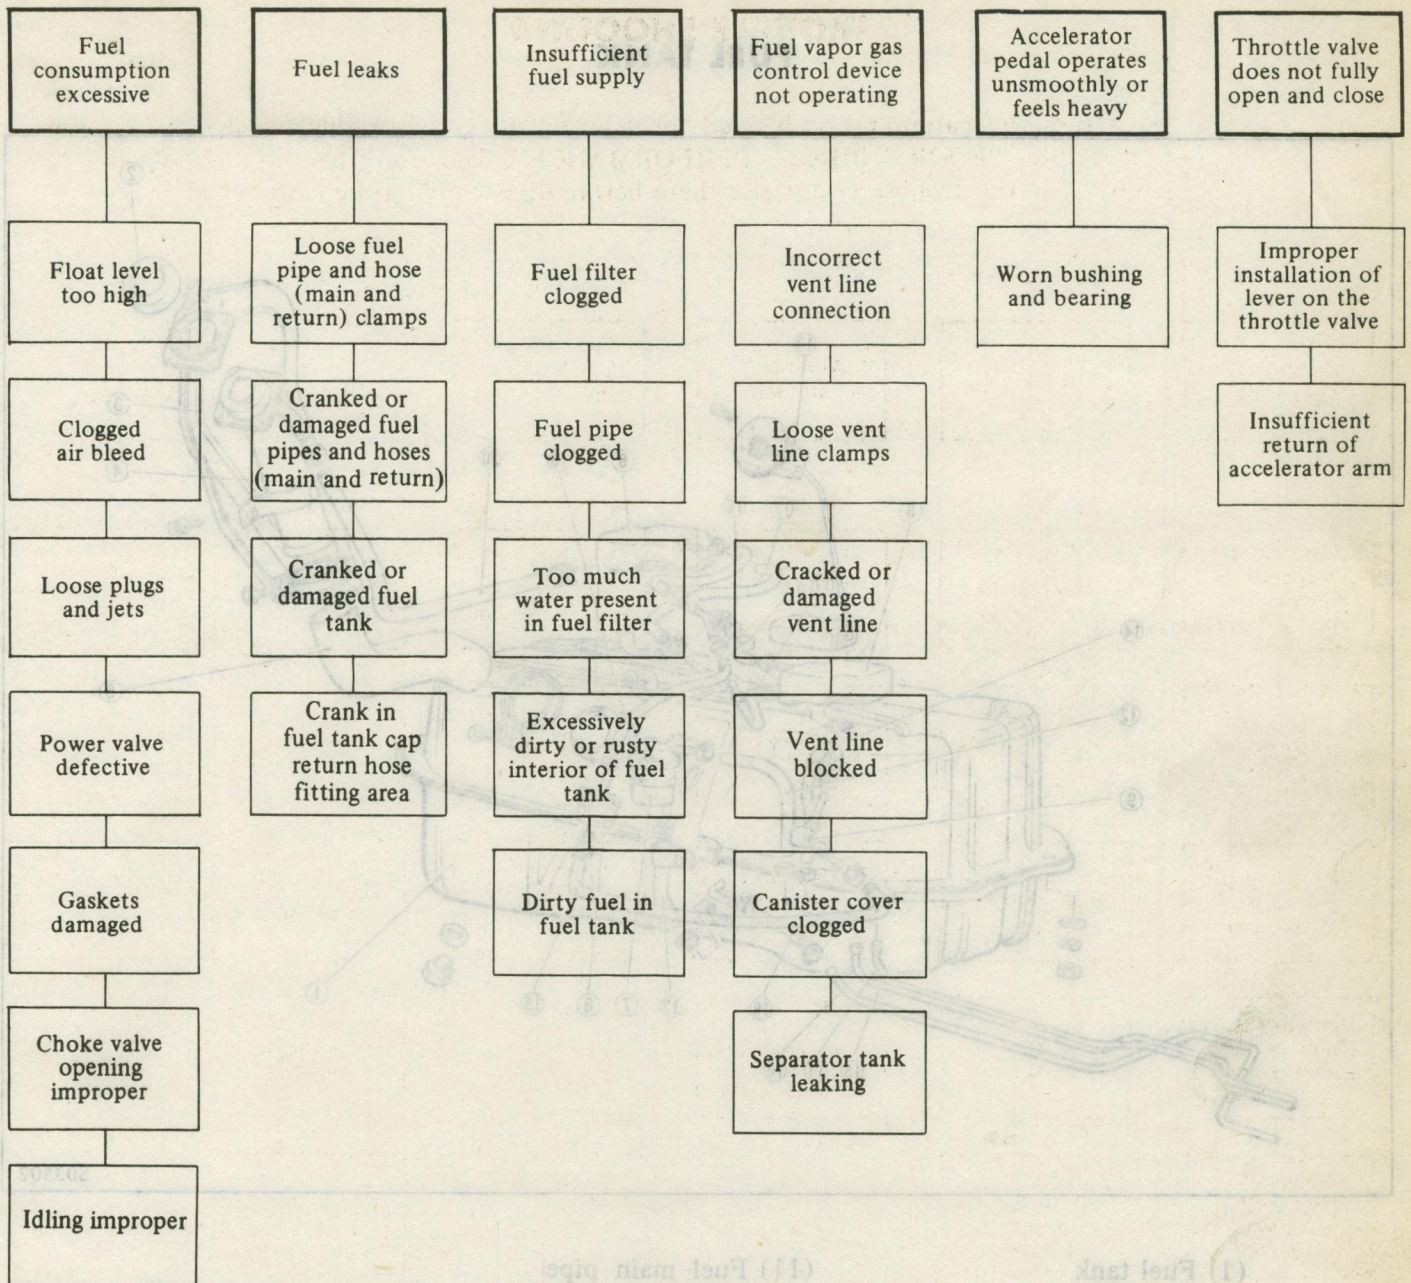 Fuel
consumption
excessive
Float level
too high
Clogged
air bleed
Loose plugs
and jets
Power valve
defective
Gaskets
damaged
Choke valve
opening
improper
Idling improper
Fuel leaks
Loose fuel
pipe and hose
(main and
return) clamps
Cranked or
damaged fuel
pipes and hoses
(main and return)
Cranked or
damaged fuel
tank
Crank in
fuel tank cap
return hose
fitting area
Insufficient
fuel supply
Fuel filter
clogged
Fuel pipe
clogged
Too much
water present
in fuel filter
Excessively
dirty or rusty
interior of fuel
tank
Dirty fuel in
fuel tank
Fuel vapor gas
control device
not operating
Incorrect
vent line
connection
Loose vent
line clamps
Cracked or
damaged
vent line
Vent line
blocked
Canister cover
clogged
Separator tank
leaking
Accelerator
pedal operates
unsmoothly or
feels heavy
Worn bushing
and bearing
Throttle valve
does not fully
open and close
Improper
installation of
lever on the
throttle valve
Insufficient
return of
accelerator arm
(11) Fuel main pipe
(1) Fuel tank